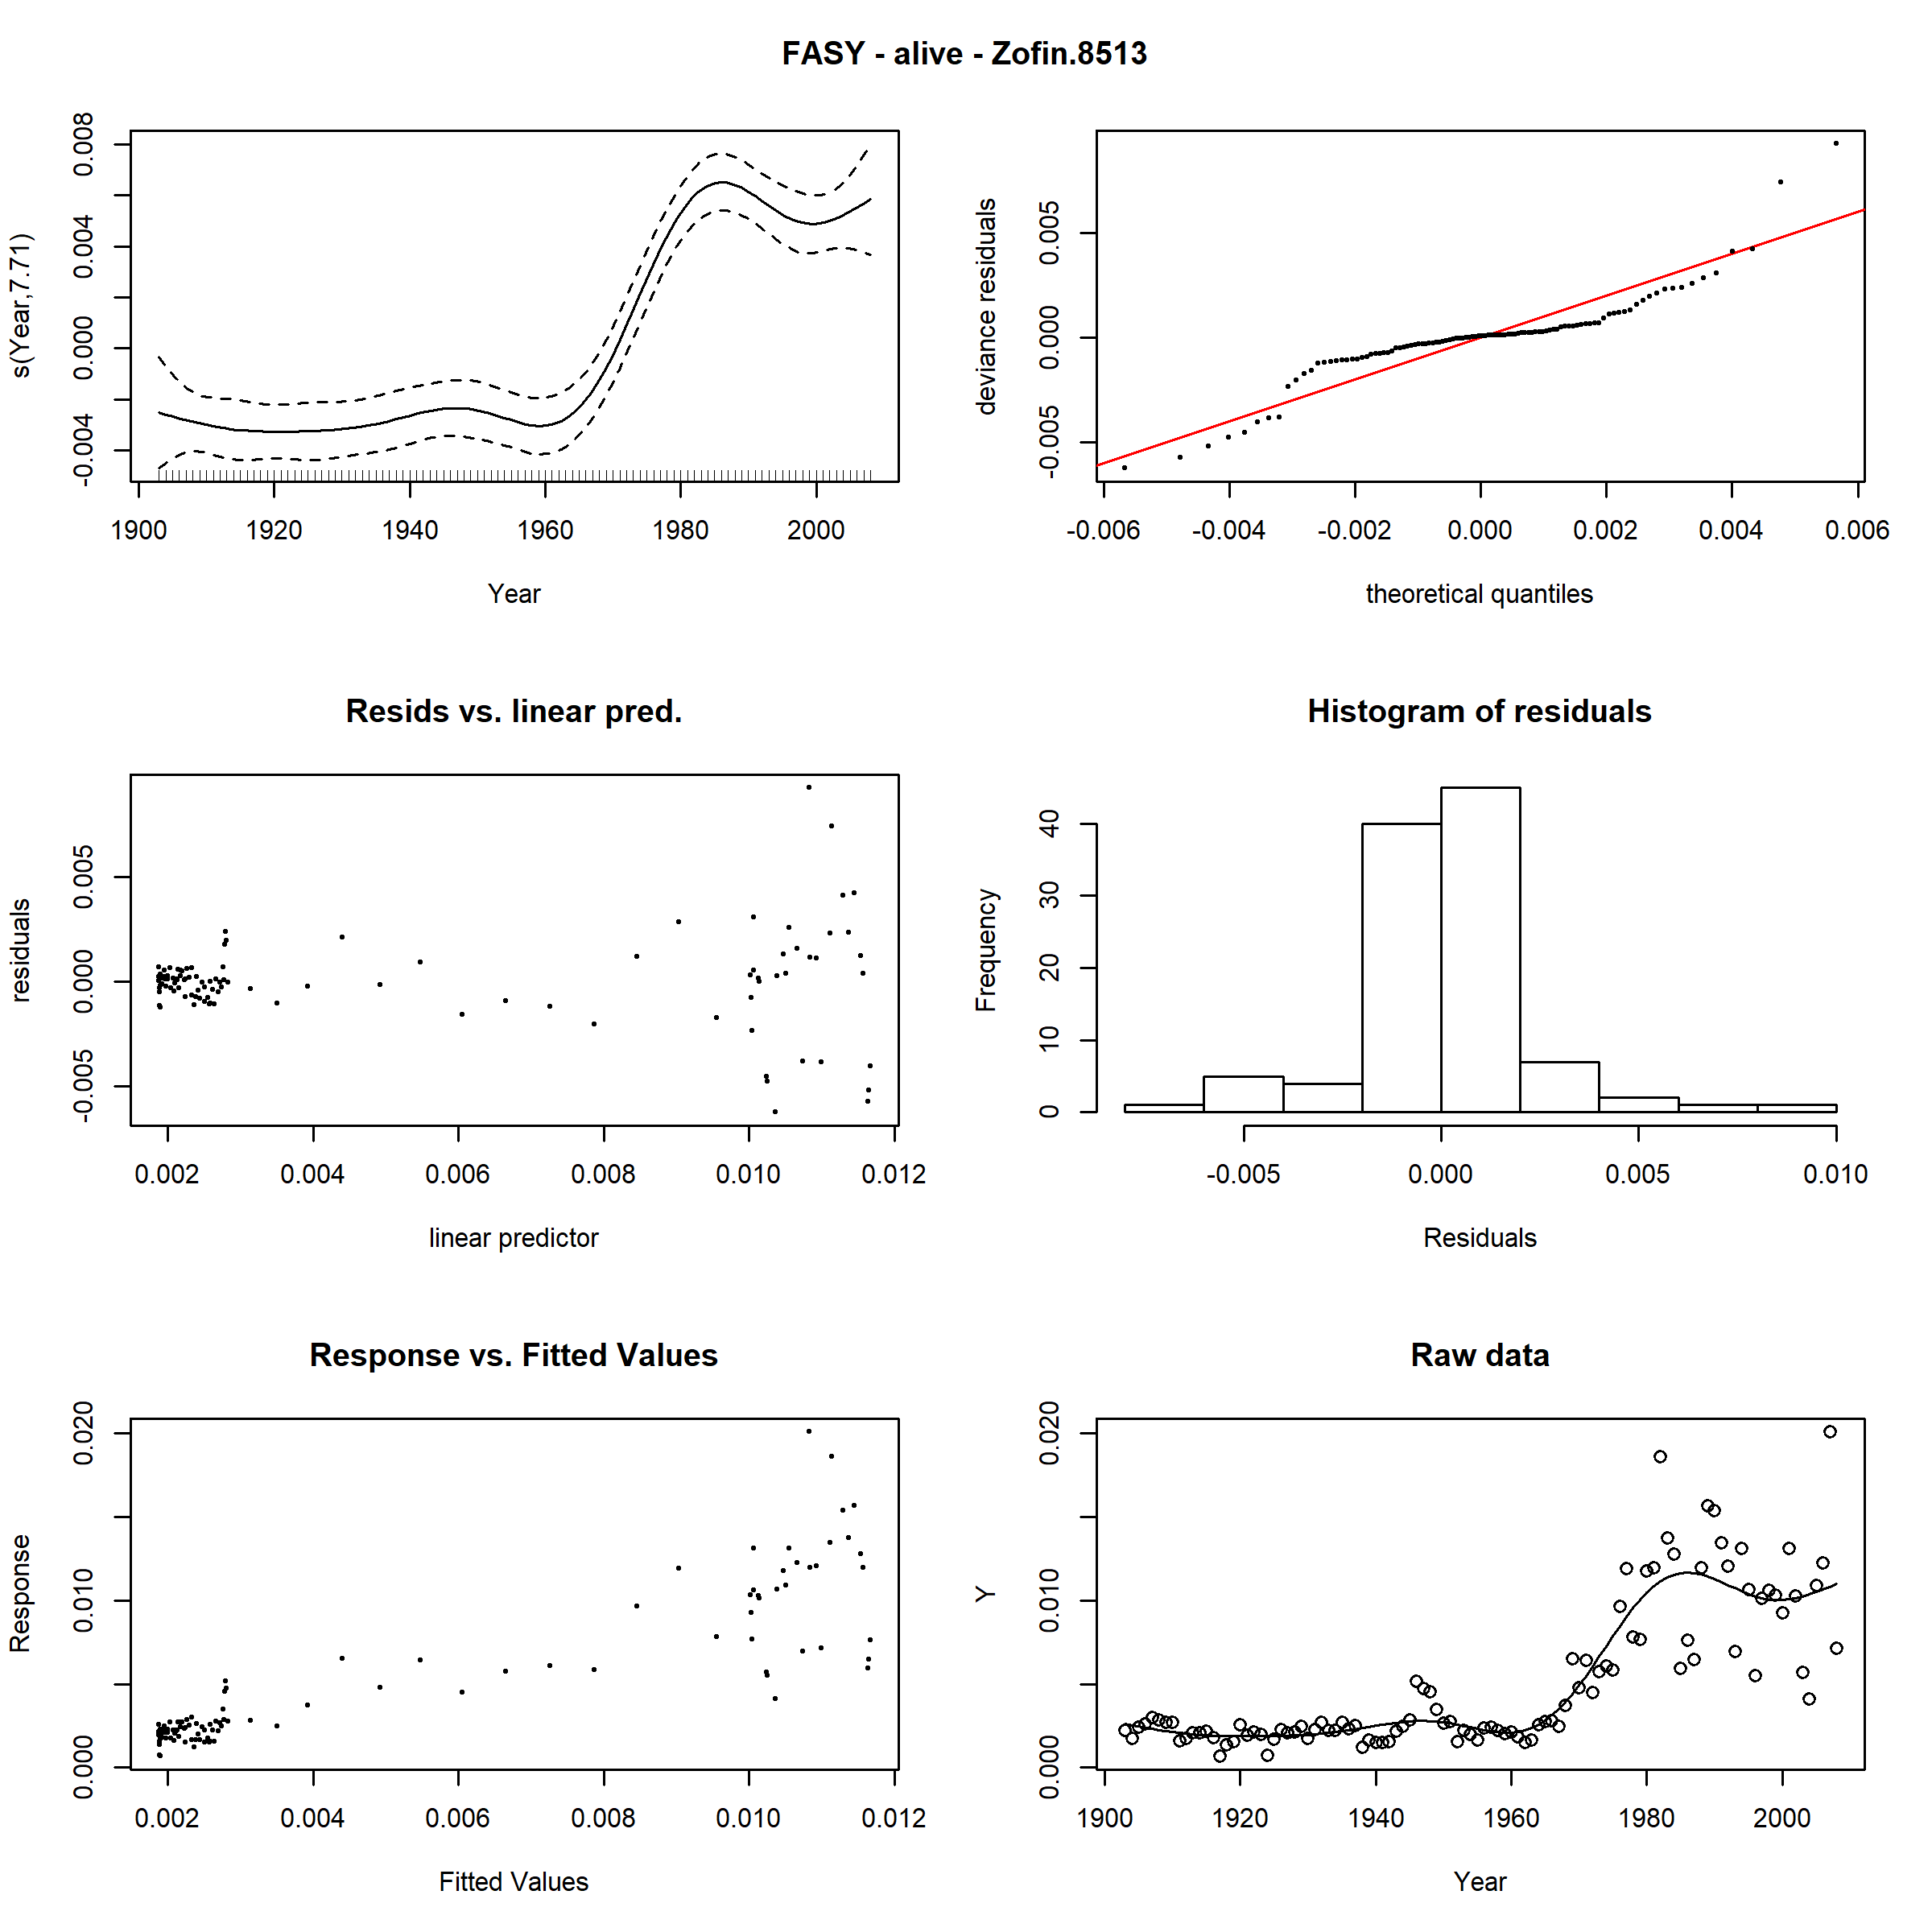 FASY - alive - Zofin.8513
s(Year,7.71)
-0.004 0.000 0.004 0.008
1900 1920 1940 1960 1980 2000
Year
deviance residuals
-0.005 0.000 0.005
-0.006 -0.004 -0.002 0.000 0.002 0.004 0.006
theoretical quantiles
Resids vs. linear pred.
residuals
-0.005 0.000 0.005
0.002 0.004 0.006 0.008 0.010 0.012
linear predictor
Histogram of residuals
Frequency
0 10 20 30 40
-0.005 0.000 0.005 0.010
Residuals
Response vs. Fitted Values
Response
0.000 0.010 0.020
0.002 0.004 0.006 0.008 0.010 0.012
Fitted Values
Raw data
Y
0.000 0.010 0.020
1900 1920 1940 1960 1980 2000
Year